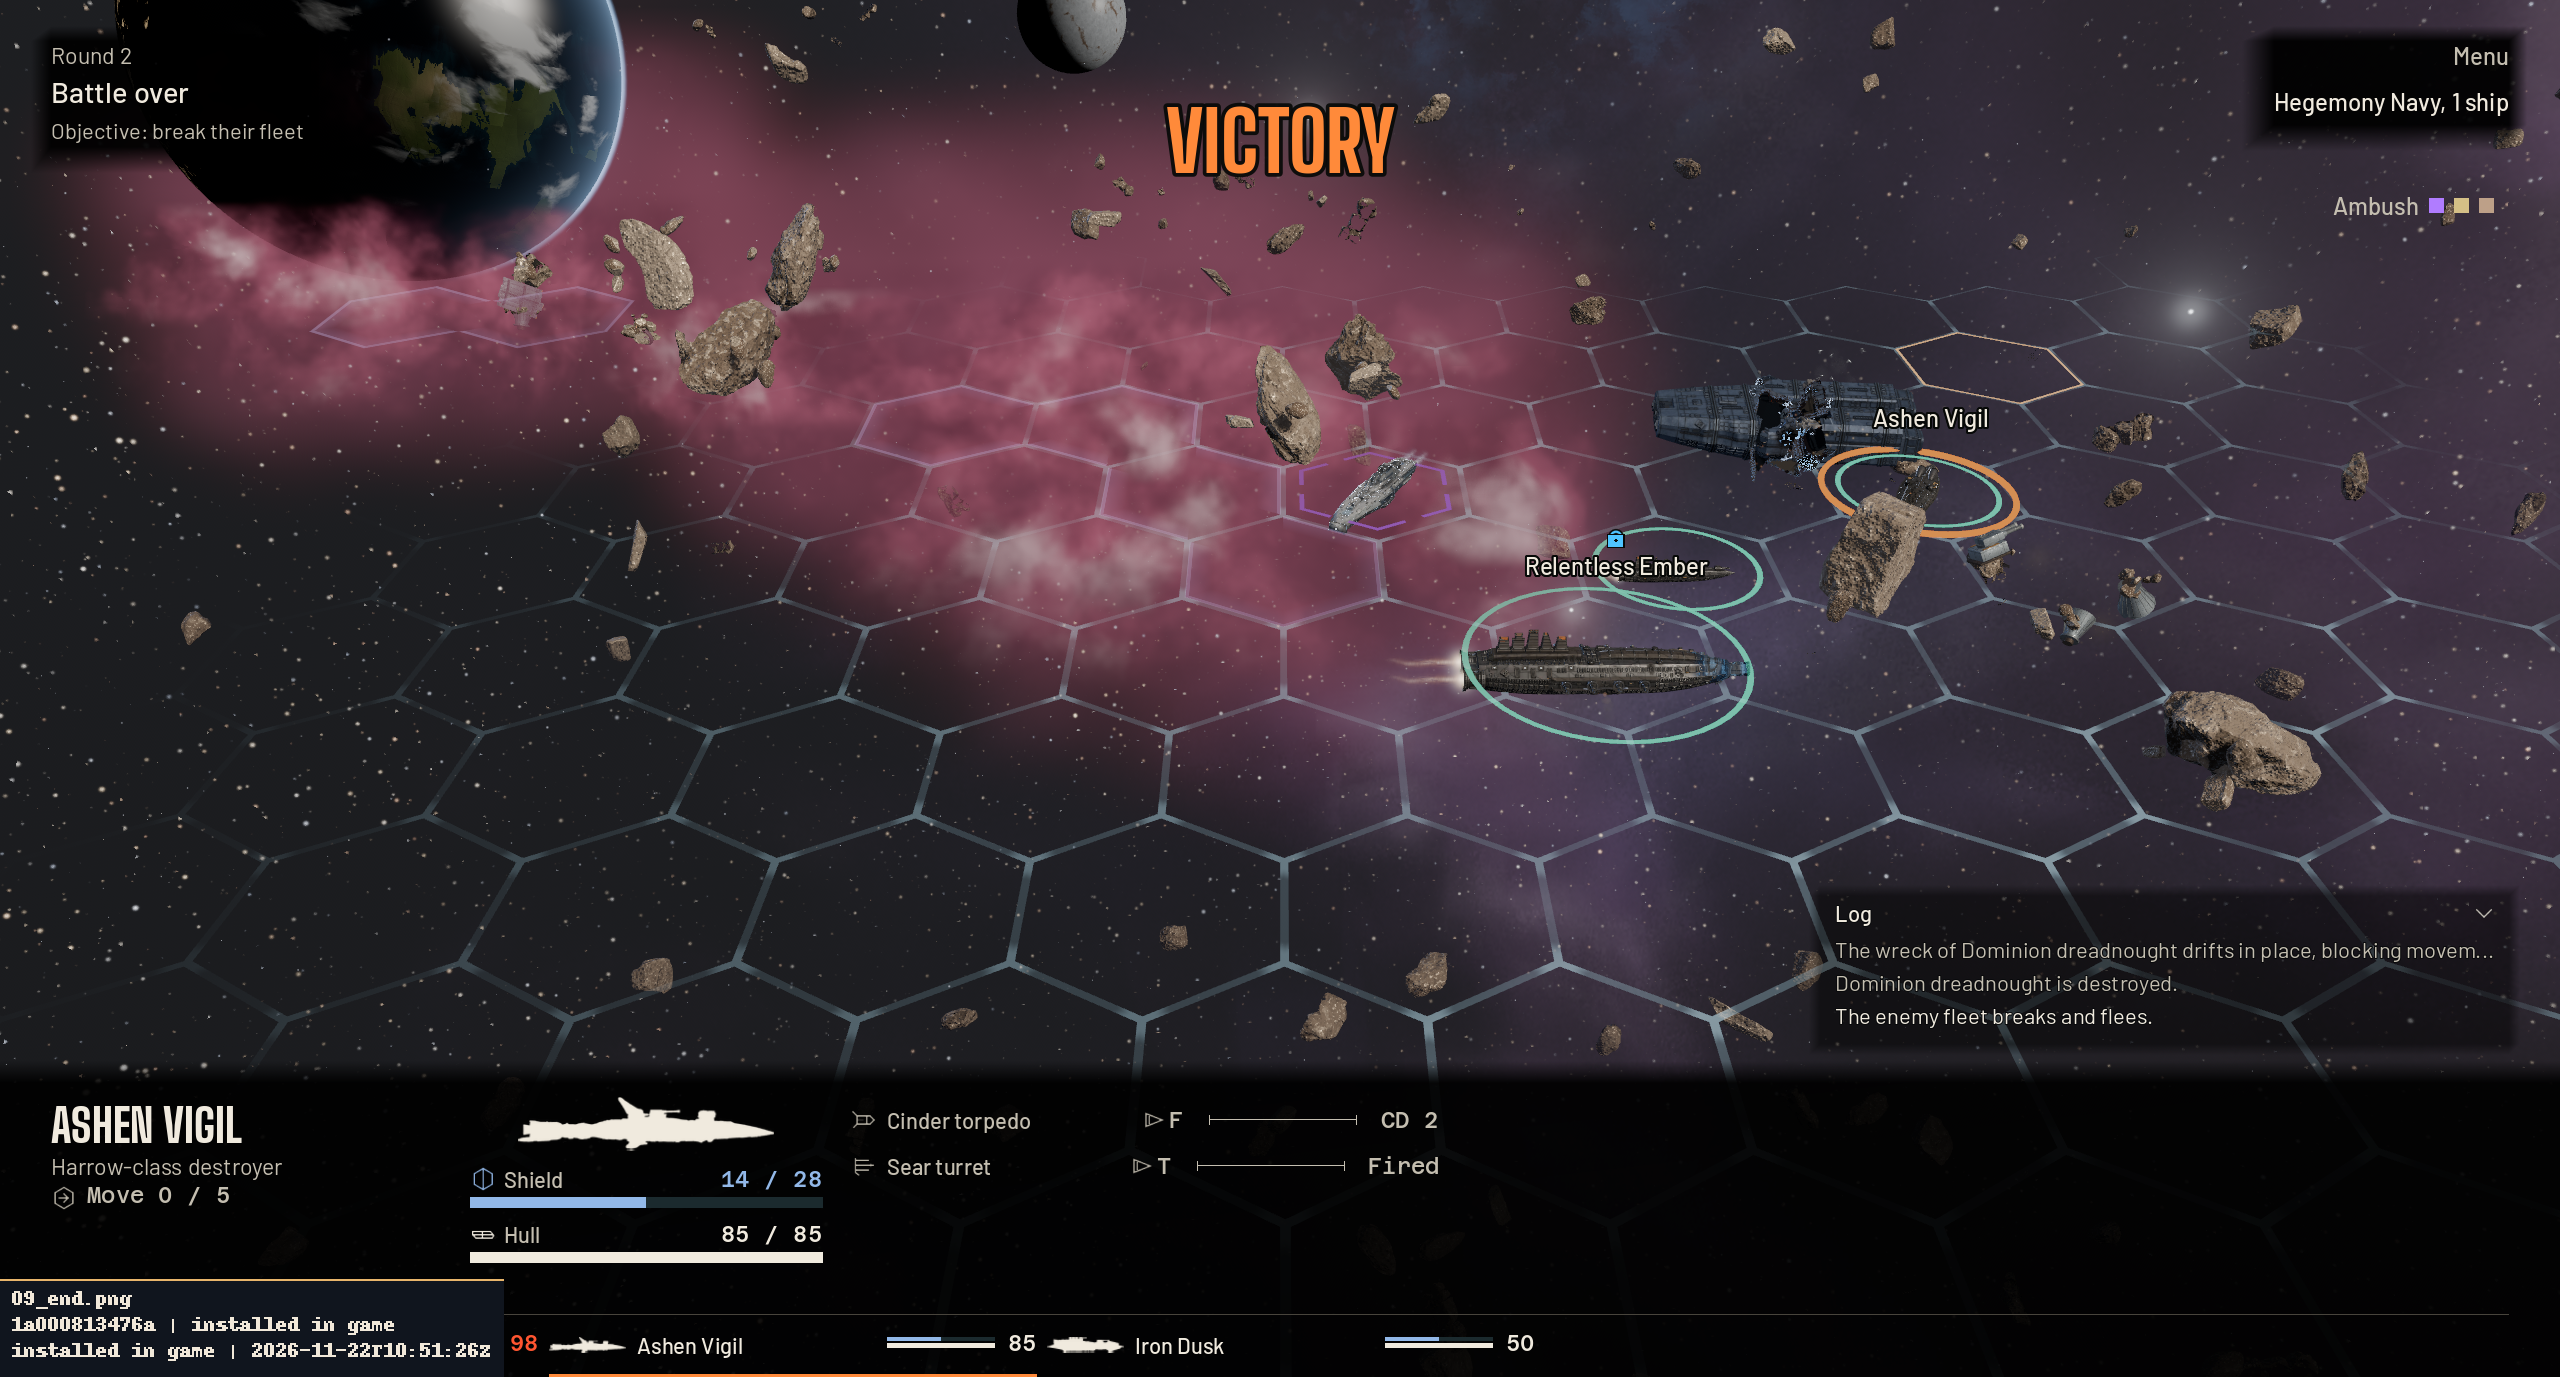 Round 2
Battle over
Objective: break their fleet
VICTORY
Menu
Hegemony Navy, 1 ship
Ambush
Ashen Vigil
Relentless Ember
Log
The wreck of Dominion dreadnought drifts in place, blocking movem...
Dominion dreadnought is destroyed.
The enemy fleet breaks and flees.
ASHEN VIGIL
Harrow-class destroyer
Move 0 / 5
Shield 14 / 28
Hull 85 / 85
Cinder torpedo F CD 2
Sear turret T Fired
09_end.png
1a000813476a | installed in game
installed in game | 2026-11-22T10:51:26Z
98 Ashen Vigil 85 Iron Dusk 50